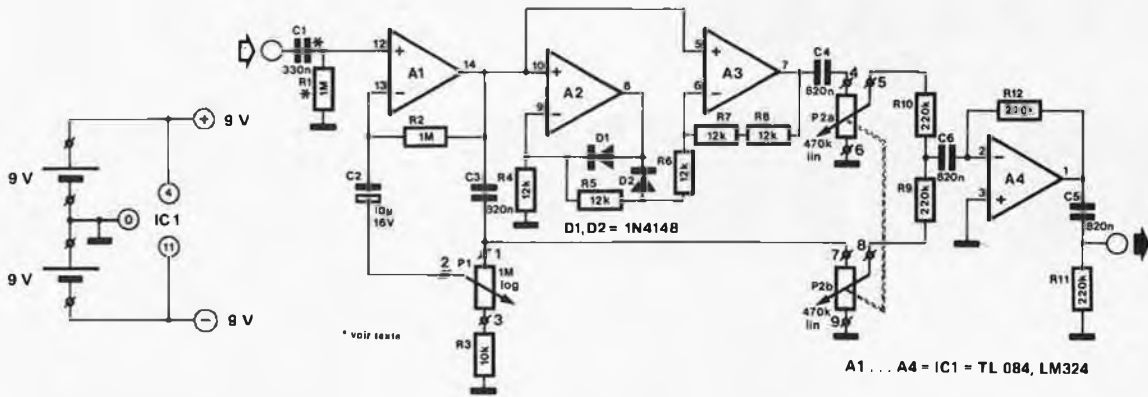 C1
*
330n
R1
*
1M
12
+
13
−
A1
14
R2
1M
C2
10µ
16V
C3
820n
2
P1
1
1M
log
3
R3
10k
* voir texte
10
+
9
−
A2
8
R4
12k
D1
D2
R5
12k
D1, D2 = 1N4148
R6
12k
5
+
6
−
A3
7
R7
12k
R8
12k
C4
820n
4
5
P2a
470k
lin
6
7
8
P2b
470k
lin
9
R10
220k
R9
220k
C6
820n
R12
220k
2
−
3
+
A4
1
C5
820n
R11
220k
+
9 V
9 V
4
0
IC 1
11
9 V
−
9 V
A1 . . . A4 = IC1 = TL 084, LM324